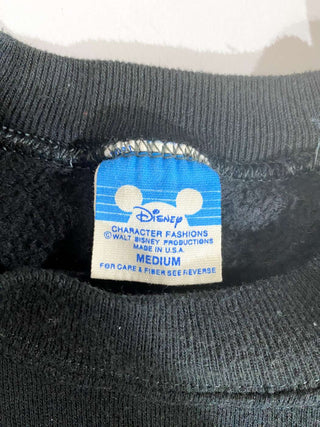 Disney
CHARACTER FASHIONS
© WALT DISNEY PRODUCTIONS
MADE IN U.S.A.
MEDIUM
FOR CARE & FIBER SEE REVERSE